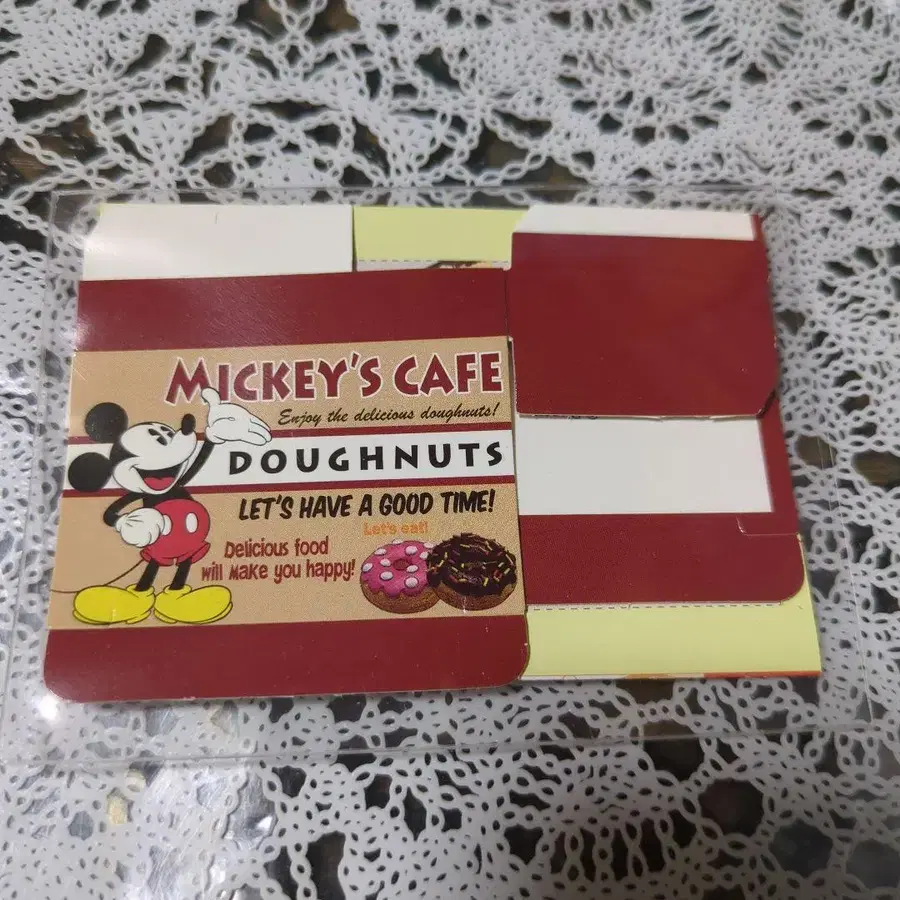 MICKEY'S CAFE
Enjoy the delicious doughnuts!
DOUGHNUTS
LET'S HAVE A GOOD TIME!
Let's eat!
Delicious food
will make you happy!